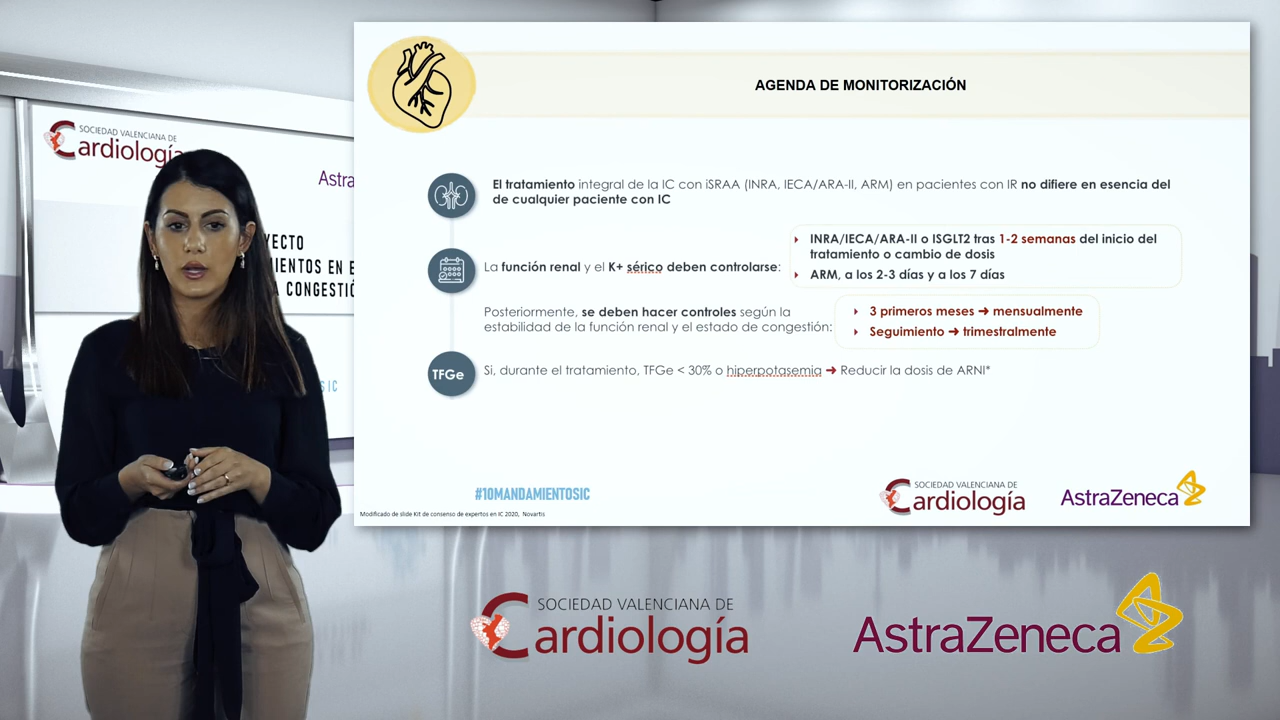 SOCIEDAD VALENCIANA DE
Cardiología
Astra
YECTO
MIENTOS EN
CONGESTIÓ
SIC
AGENDA DE MONITORIZACIÓN
El tratamiento integral de la IC con iSRAA (INRA, IECA/ARA-II, ARM) en pacientes con IR no difiere en esencia del
de cualquier paciente con IC
La función renal y el K+ sérico deben controlarse:
INRA/IECA/ARA-II o ISGLT2 tras 1-2 semanas del inicio del
tratamiento o cambio de dosis
ARM, a los 2-3 días y a los 7 días
Posteriormente, se deben hacer controles según la
estabilidad de la función renal y el estado de congestión:
3 primeros meses ➜ mensualmente
Seguimiento ➜ trimestralmente
TFGe
Si, durante el tratamiento, TFGe < 30% o hiperpotasemia ➜ Reducir la dosis de ARNI*
#10MANDAMIENTOSIC
SOCIEDAD VALENCIANA DE
Cardiología
AstraZeneca
Modificado de slide Kit de consenso de expertos en IC 2020, Novartis
SOCIEDAD VALENCIANA DE
Cardiología
AstraZeneca